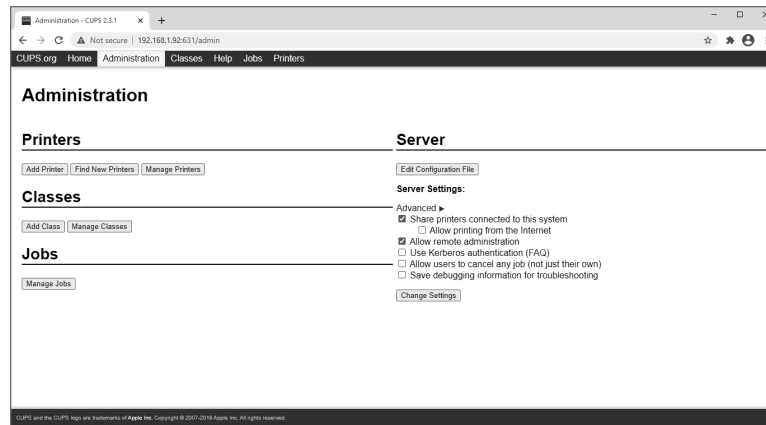 Administration - CUPS 2.3.1
Not secure | 192.168.1.92:631/admin
CUPS.org Home Administration Classes Help Jobs Printers
Administration
Printers
Add Printer Find New Printers Manage Printers
Classes
Add Class Manage Classes
Jobs
Manage Jobs
Server
Edit Configuration File
Server Settings:
Advanced ▶
Share printers connected to this system
Allow printing from the Internet
Allow remote administration
Use Kerberos authentication (FAQ)
Allow users to cancel any job (not just their own)
Save debugging information for troubleshooting
Change Settings
CUPS and the CUPS logo are trademarks of Apple Inc. Copyright © 2007-2019 Apple Inc. All rights reserved.